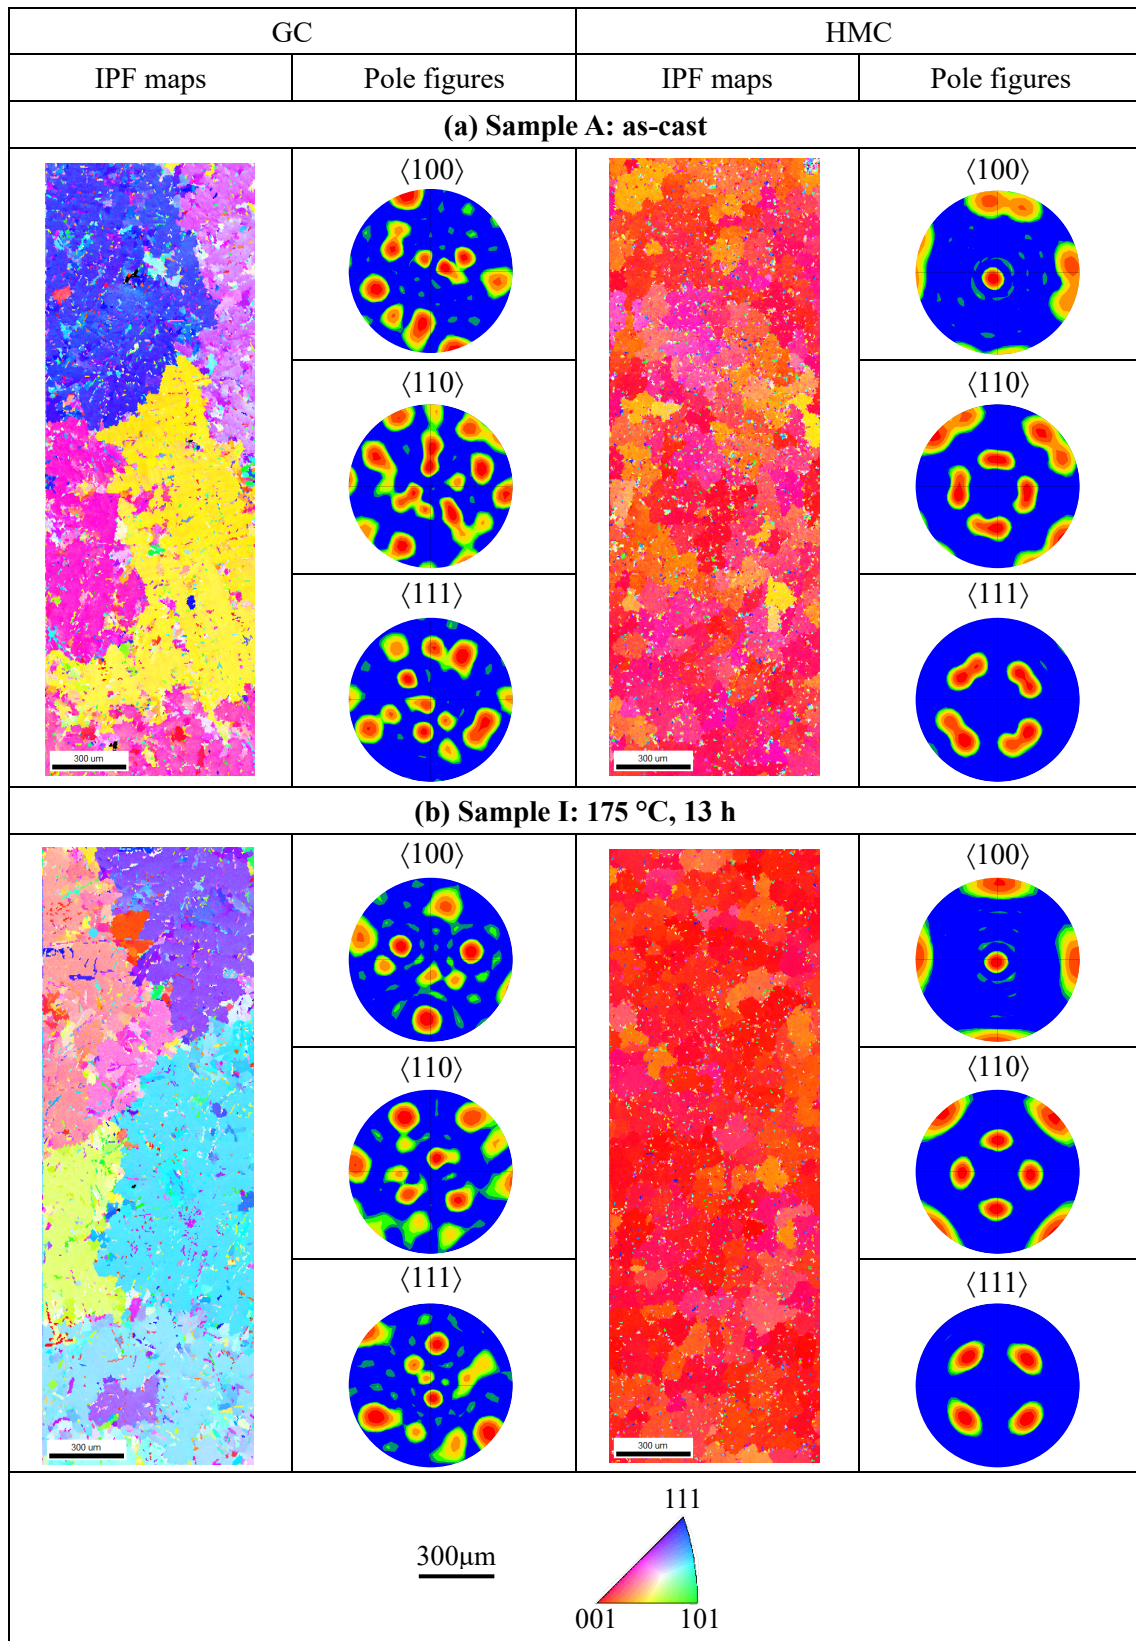 GC HMC
IPF maps Pole figures IPF maps Pole figures
(a) Sample A: as-cast
⟨100⟩ ⟨100⟩
⟨110⟩ ⟨110⟩
⟨111⟩ ⟨111⟩
300 um 300 um
(b) Sample I: 175 °C, 13 h
⟨100⟩ ⟨100⟩
⟨110⟩ ⟨110⟩
⟨111⟩ ⟨111⟩
300 um 300 um
111
300μm
001 101